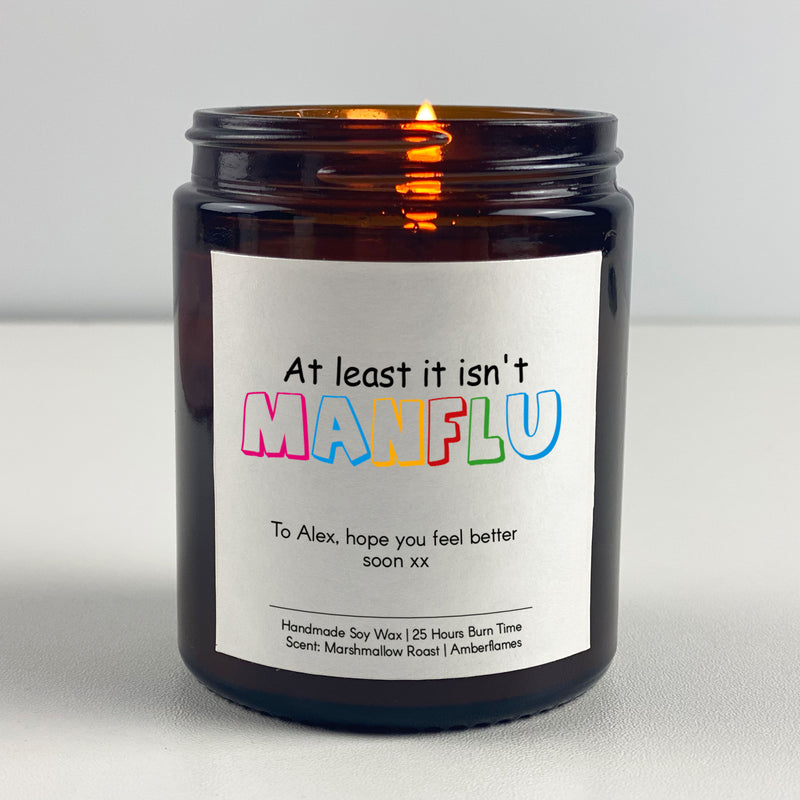 At least it isn't
MANFLU
To Alex, hope you feel better
soon xx
Handmade Soy Wax | 25 Hours Burn Time
Scent: Marshmallow Roast | Amberflames